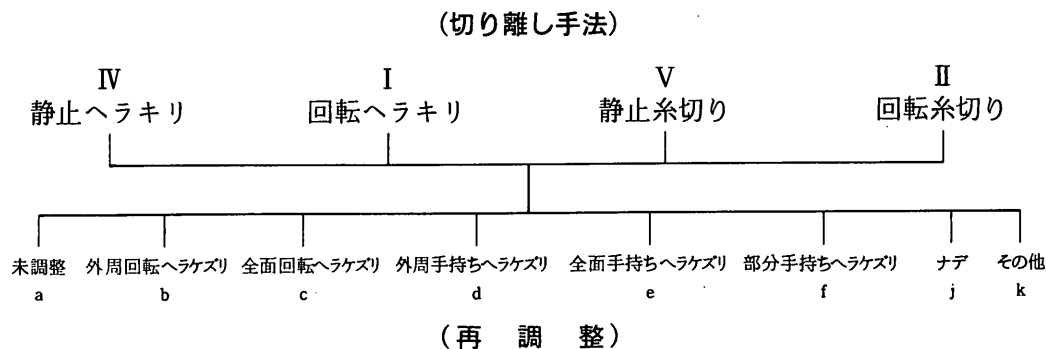 (切り離し手法)
Ⅳ Ⅰ Ⅴ Ⅱ
静止ヘラキリ 回転ヘラキリ 静止糸切り 回転糸切り
未調整 外周回転ヘラケズリ 全面回転ヘラケズリ 外周手持ちヘラケズリ 全面手持ちヘラケズリ 部分手持ちヘラケズリ ナデ その他
a b c d e f j k
(再調整)